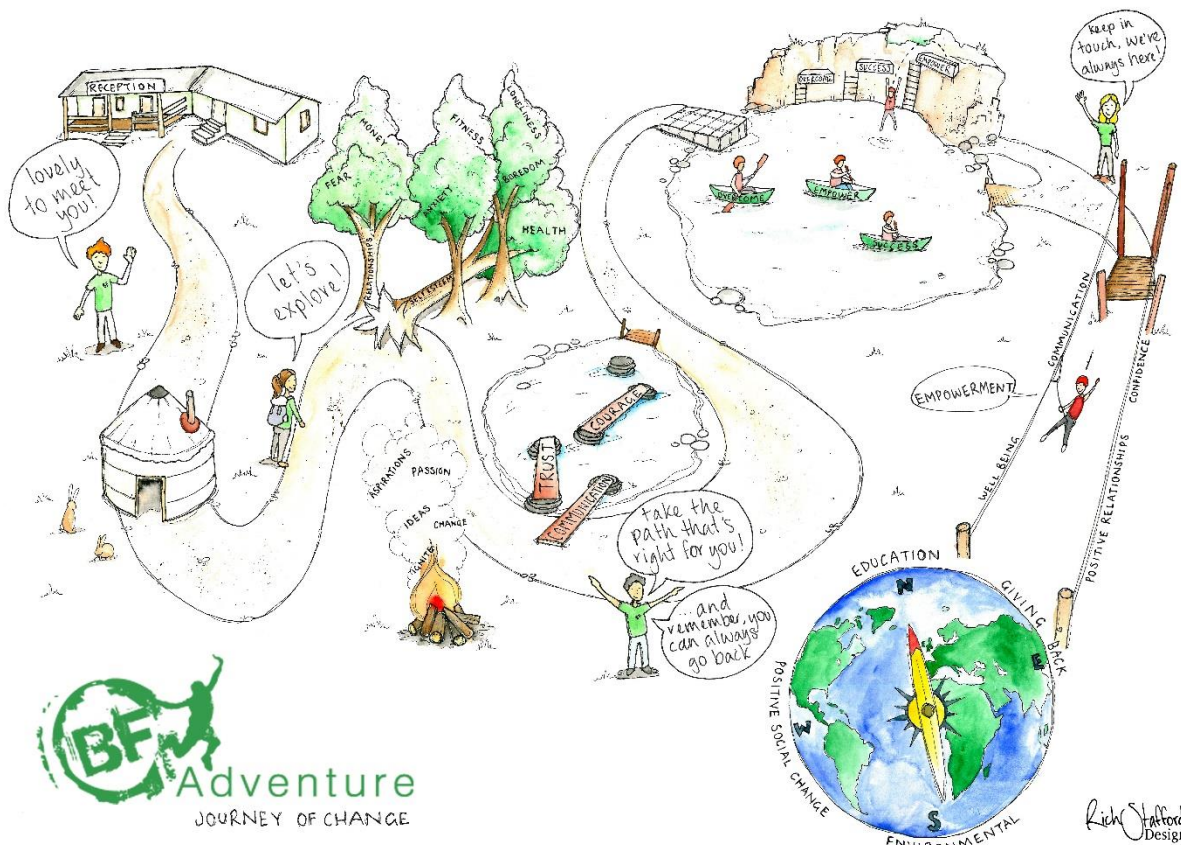 RECEPTION
lovely
to meet
you!
let's
explore!
MONEY
FEAR
RELATIONSHIPS
FITNESS
ANXIETY
LONELINESS
BOREDOM
HEALTH
SELF ESTEEM
OVERCOME
SUCCESS
EMPOWER
OVERCOME
EMPOWER
SUCCESS
keep in
touch, we're
always here!
COMMUNICATION
WELL BEING
CONFIDENCE
POSITIVE RELATIONSHIPS
EMPOWERMENT
COURAGE
TRUST
COMMUNICATION
ASPIRATIONS
PASSION
IDEAS
CHANGE
IGNITE
take the
path that's
right for you!
...and
remember, you
can always
go back
EDUCATION
GIVING BACK
POSITIVE SOCIAL CHANGE
ENVIRONMENTAL
N
E
W
S
BF
Adventure
JOURNEY OF CHANGE
Rich Stafford
Design